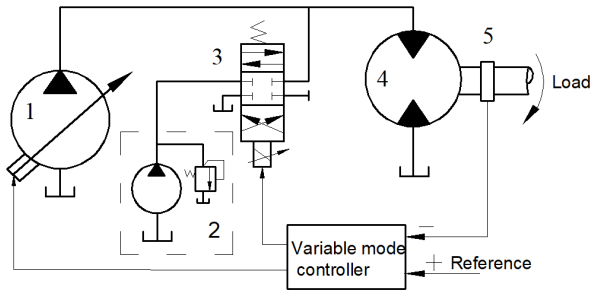 5
3
1
4
Load
2
Variable mode
controller
−
+ Reference